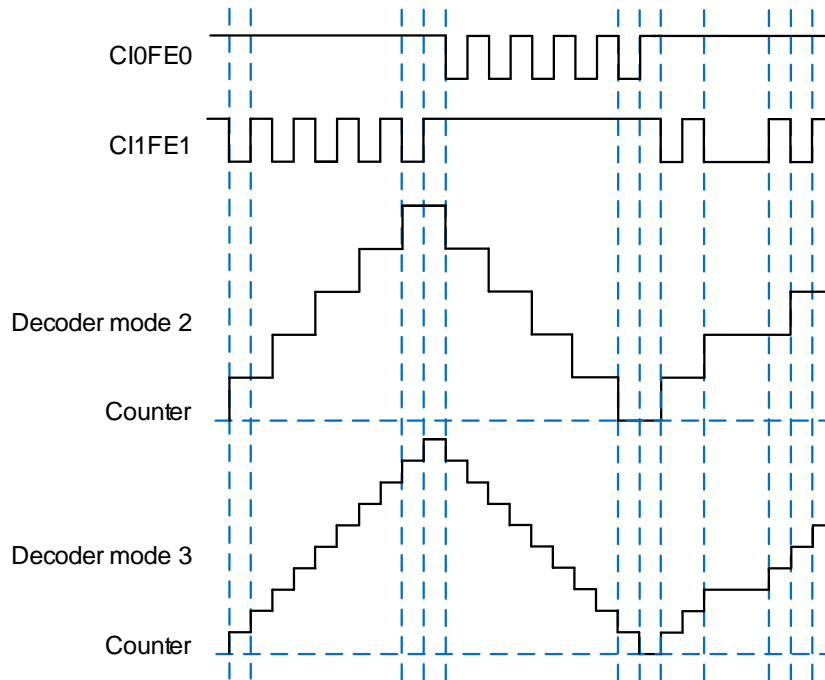 CI0FE0
CI1FE1
Decoder mode 2
Counter
Decoder mode 3
Counter